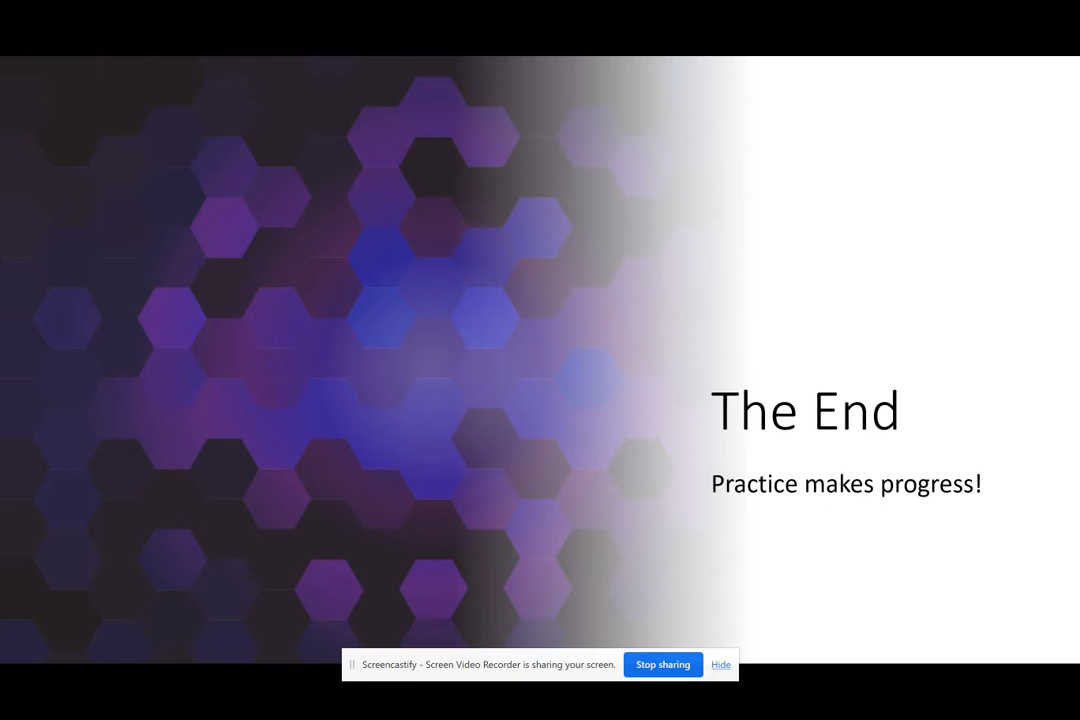 The End
Practice makes progress!
Screencastify - Screen Video Recorder is sharing your screen. Stop sharing Hide